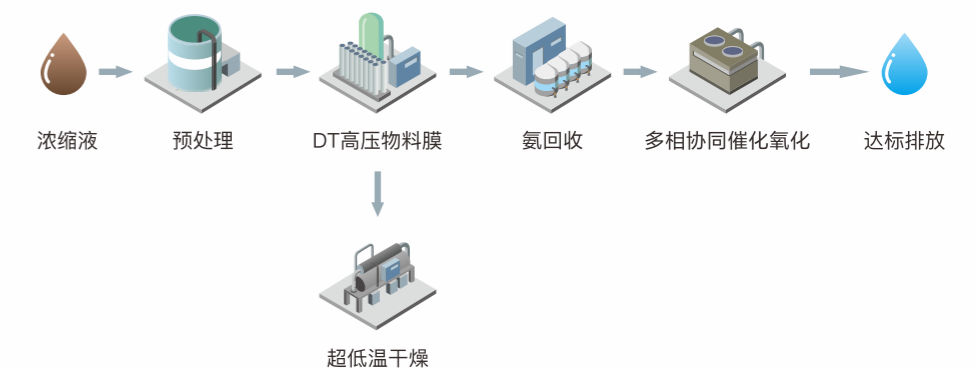 浓缩液
预处理
DT高压物料膜
氨回收
多相协同催化氧化
达标排放
超低温干燥